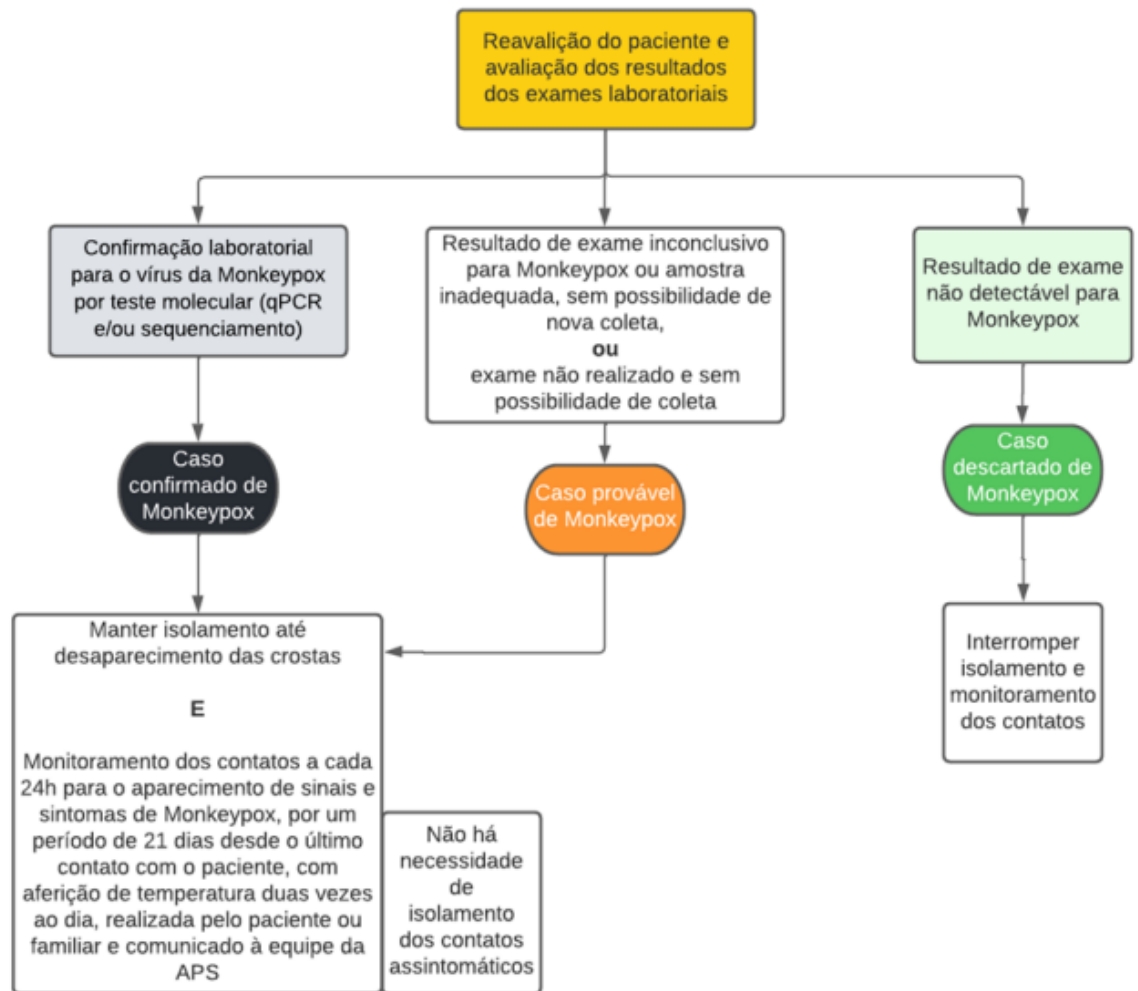 Reavalição do paciente e
avaliação dos resultados
dos exames laboratoriais
Confirmação laboratorial
para o vírus da Monkeypox
por teste molecular (qPCR
e/ou sequenciamento)
Resultado de exame inconclusivo
para Monkeypox ou amostra
inadequada, sem possibilidade de
nova coleta,
ou
exame não realizado e sem
possibilidade de coleta
Resultado de exame
não detectável para
Monkeypox
Caso
confirmado de
Monkeypox
Caso provável
de Monkeypox
Caso
descartado de
Monkeypox
Manter isolamento até
desaparecimento das crostas
E
Monitoramento dos contatos a cada
24h para o aparecimento de sinais e
sintomas de Monkeypox, por um
período de 21 dias desde o último
contato com o paciente, com
aferição de temperatura duas vezes
ao dia, realizada pelo paciente ou
familiar e comunicado à equipe da
APS
Não há
necessidade
de
isolamento
dos contatos
assintomáticos
Interromper
isolamento e
monitoramento
dos contatos